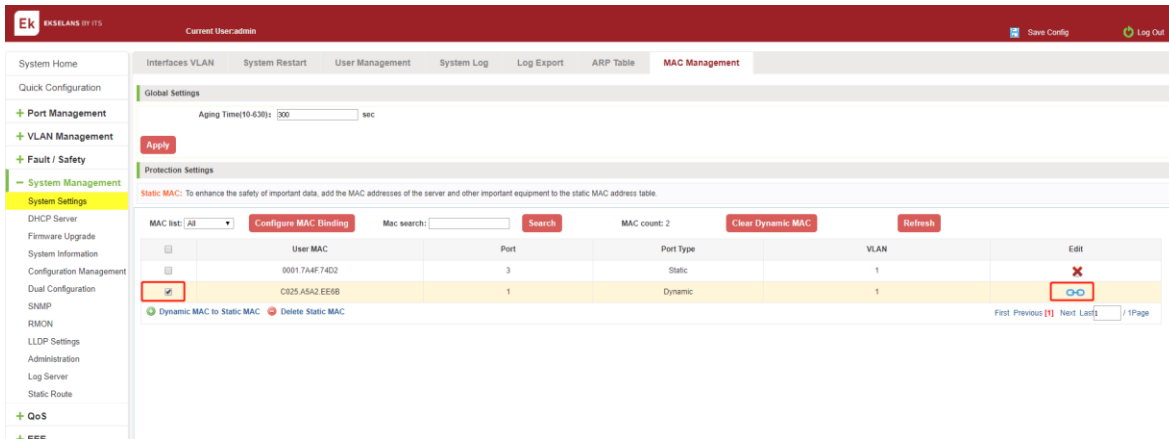 Ek EKSELANS BY ITS
Current User:admin
Save Config
Log Out
System Home
Quick Configuration
Port Management
VLAN Management
Fault / Safety
System Management
System Settings
DHCP Server
Firmware Upgrade
System Information
Configuration Management
Dual Configuration
SNMP
RMON
LLDP Settings
Administration
Log Server
Static Route
QoS
EEE
Interfaces VLAN System Restart User Management System Log Log Export ARP Table MAC Management
Global Settings
Aging Time(10-630): 300 sec
Apply
Protection Settings
Static MAC: To enhance the safety of important data, add the MAC addresses of the server and other important equipment to the static MAC address table.
MAC list: All Configure MAC Binding Mac search: Search MAC count: 2 Clear Dynamic MAC Refresh
User MAC Port Port Type VLAN Edit
0001.7A4F.74D2 3 Static 1
C025.A5A2.EE6B 1 Dynamic 1
Dynamic MAC to Static MAC Delete Static MAC First Previous [1] Next Last 1 / 1Page